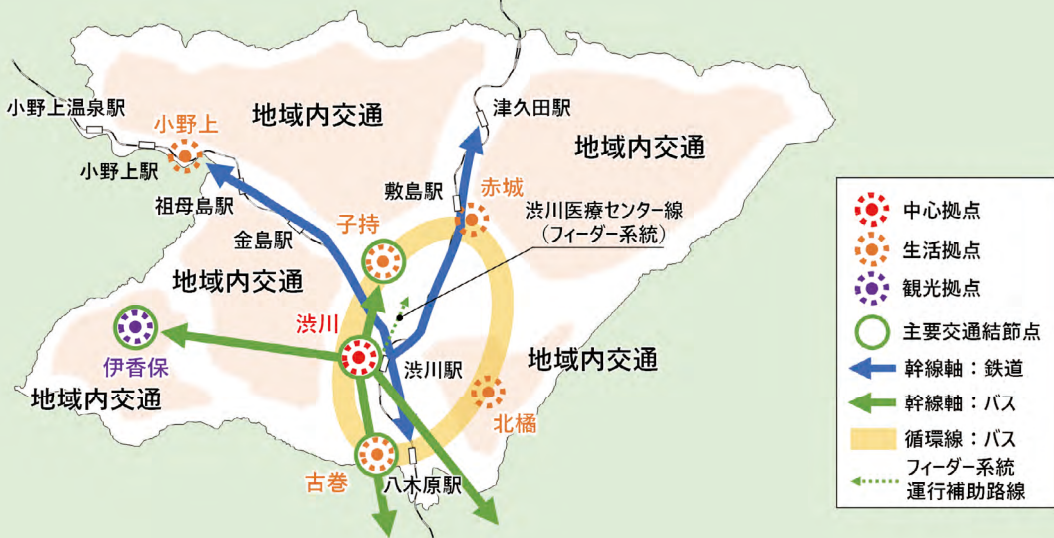 小野上温泉駅
小野上
小野上駅
祖母島駅
金島駅
地域内交通
津久田駅
地域内交通
敷島駅
赤城
渋川医療センター線
（フィーダー系統）
子持
地域内交通
渋川
渋川駅
伊香保
地域内交通
地域内交通
北橘
古巻
八木原駅
中心拠点
生活拠点
観光拠点
主要交通結節点
幹線軸：鉄道
幹線軸：バス
循環線：バス
フィーダー系統
運行補助路線